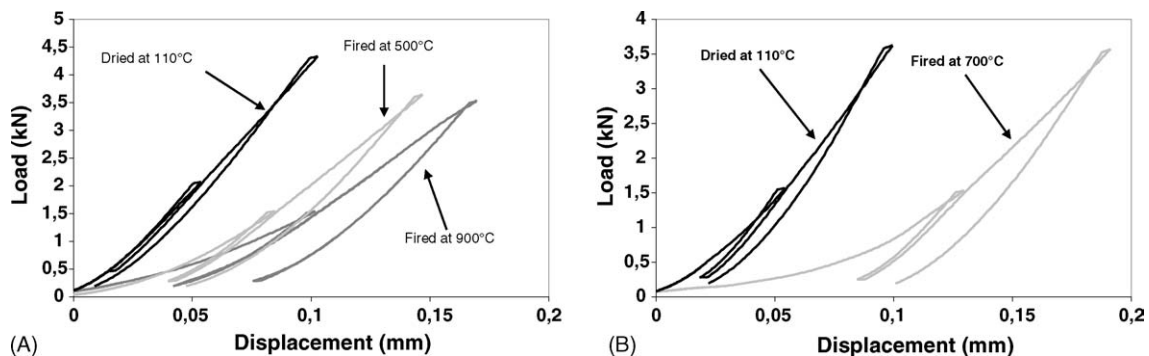 5
4,5
4
3,5
3
2,5
2
1,5
1
0,5
0
Load (kN)
Dried at 110°C
Fired at 500°C
Fired at 900°C
0
0,05
0,1
0,15
0,2
(A)
Displacement (mm)
4
3,5
3
2,5
2
1,5
1
0,5
0
Load (kN)
Dried at 110°C
Fired at 700°C
0
0,05
0,1
0,15
0,2
(B)
Displacement (mm)